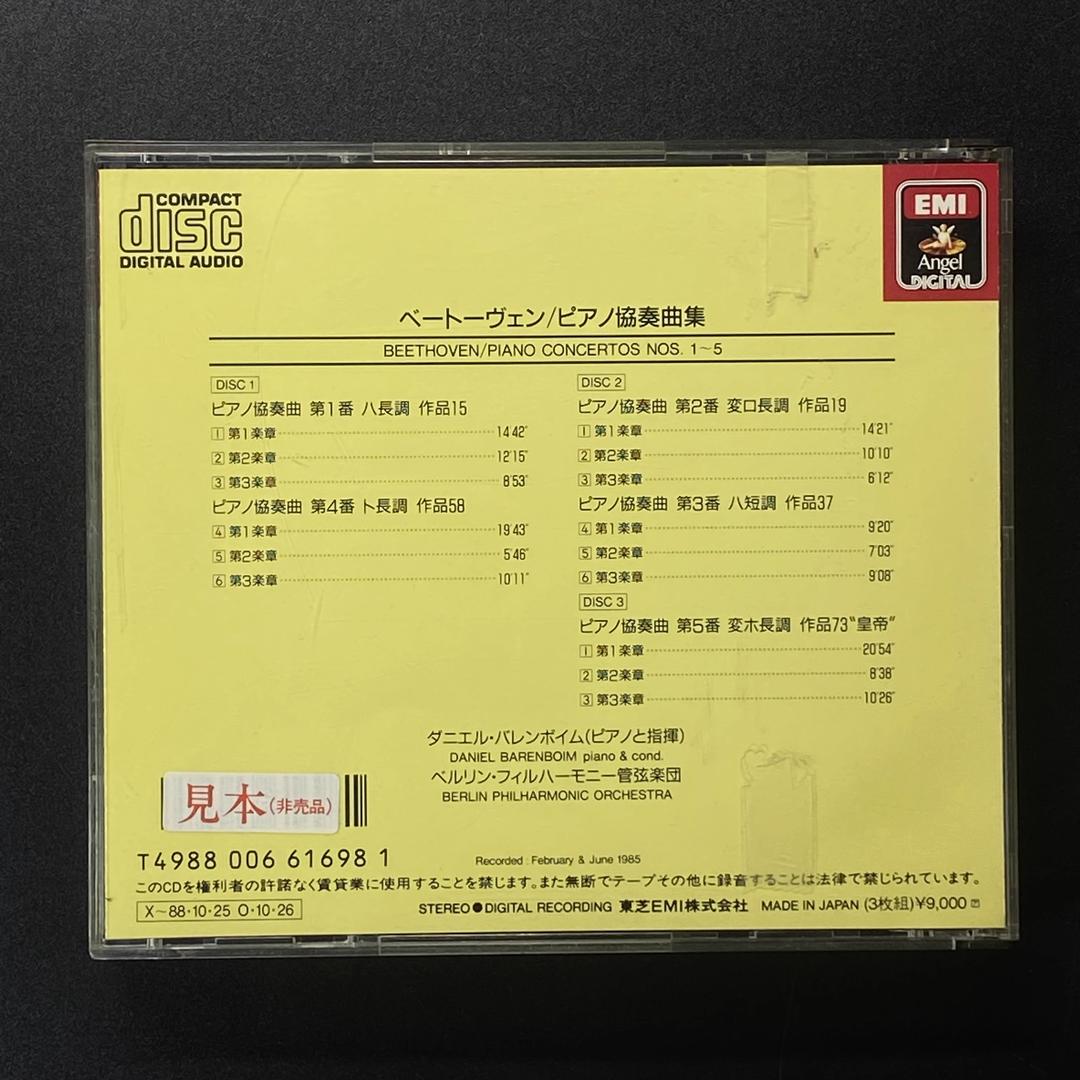 COMPACT
disc
DIGITAL AUDIO
EMI
Angel
DIGITAL
ベートーヴェン/ピアノ協奏曲集
BEETHOVEN/PIANO CONCERTOS NOS. 1~5
DISC 1
ピアノ協奏曲 第1番 ハ長調 作品15
1 第1楽章 14′42″
2 第2楽章 12′15″
3 第3楽章 8′53″
ピアノ協奏曲 第4番 ト長調 作品58
4 第1楽章 19′43″
5 第2楽章 5′46″
6 第3楽章 10′11″
DISC 2
ピアノ協奏曲 第2番 変ロ長調 作品19
1 第1楽章 14′21″
2 第2楽章 10′10″
3 第3楽章 6′12″
ピアノ協奏曲 第3番 ハ短調 作品37
4 第1楽章 9′20″
5 第2楽章 7′03″
6 第3楽章 9′08″
DISC 3
ピアノ協奏曲 第5番 変ホ長調 作品73“皇帝”
1 第1楽章 20′54″
2 第2楽章 8′38″
3 第3楽章 10′26″
ダニエル・バレンボイム(ピアノと指揮)
DANIEL BARENBOIM piano & cond.
ベルリン・フィルハーモニー管弦楽団
BERLIN PHILHARMONIC ORCHESTRA
見本(非売品)
T4988 006 61698 1
Recorded : February & June 1985
このCDを権利者の許諾なく賃貸業に使用することを禁じます。また無断でテープその他に録音することは法律で禁じられています。
X~88・10・25 O・10・26
STEREO●DIGITAL RECORDING 東芝EMI株式会社 MADE IN JAPAN (3枚組)¥9,000